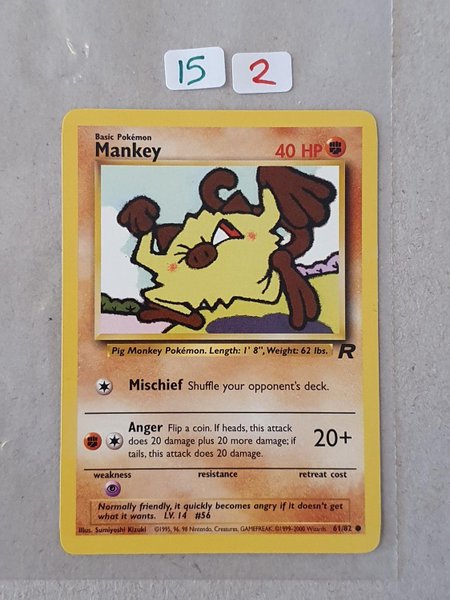 15 2
Basic Pokémon
Mankey 40 HP
Pig Monkey Pokémon. Length: 1' 8", Weight: 62 lbs. R
Mischief Shuffle your opponent's deck.
Anger Flip a coin. If heads, this attack
does 20 damage plus 20 more damage; if
tails, this attack does 20 damage.
20+
weakness resistance retreat cost
Normally friendly, it quickly becomes angry if it doesn't get
what it wants. LV. 14 #56
Illus. Sumiyoshi Kizuki ©1995, 96, 98 Nintendo, Creatures, GAMEFREAK. ©1999-2000 Wizards. 61/82